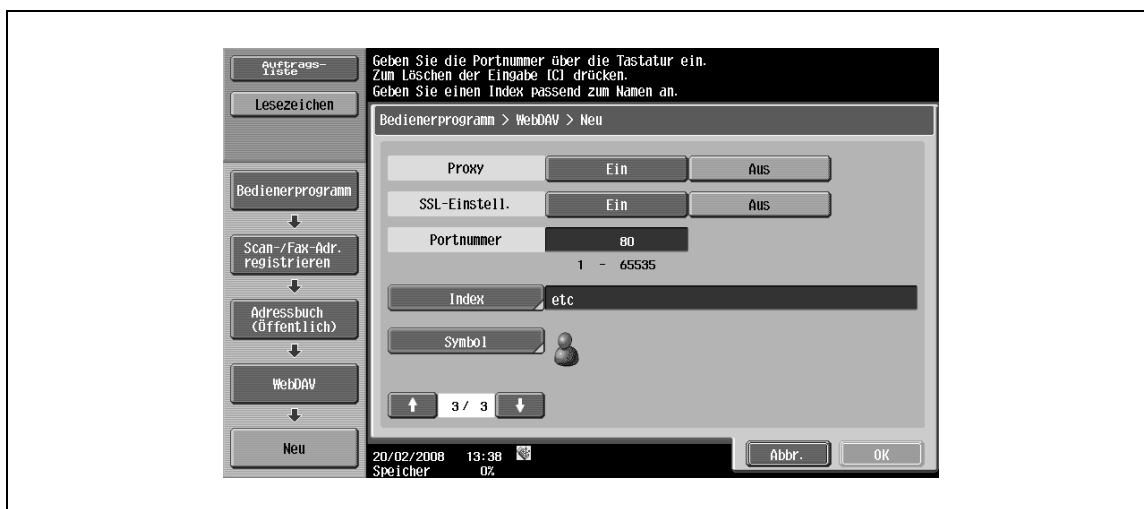 Auftrags-
liste
Lesezeichen
Geben Sie die Portnummer über die Tastatur ein.
Zum Löschen der Eingabe [C] drücken.
Geben Sie einen Index passend zum Namen an.
Bedienerprogramm > WebDAV > Neu
Proxy Ein Aus
SSL-Einstell. Ein Aus
Portnummer 80
1 - 65535
Index etc
Symbol
3/ 3
Bedienerprogramm
Scan-/Fax-Adr.
registrieren
Adressbuch
(Öffentlich)
WebDAV
Neu
20/02/2008 13:38
Speicher 0%
Abbr. OK